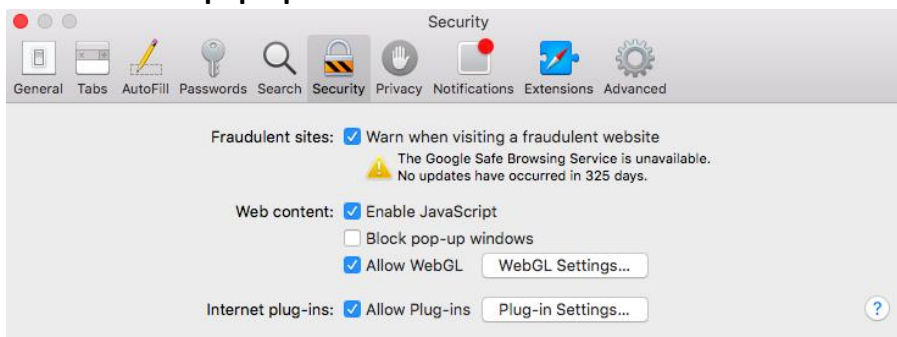 Security
General Tabs AutoFill Passwords Search Security Privacy Notifications Extensions Advanced
Fraudulent sites: Warn when visiting a fraudulent website
The Google Safe Browsing Service is unavailable.
No updates have occurred in 325 days.
Web content: Enable JavaScript
Block pop-up windows
Allow WebGL WebGL Settings...
Internet plug-ins: Allow Plug-ins Plug-in Settings... ?